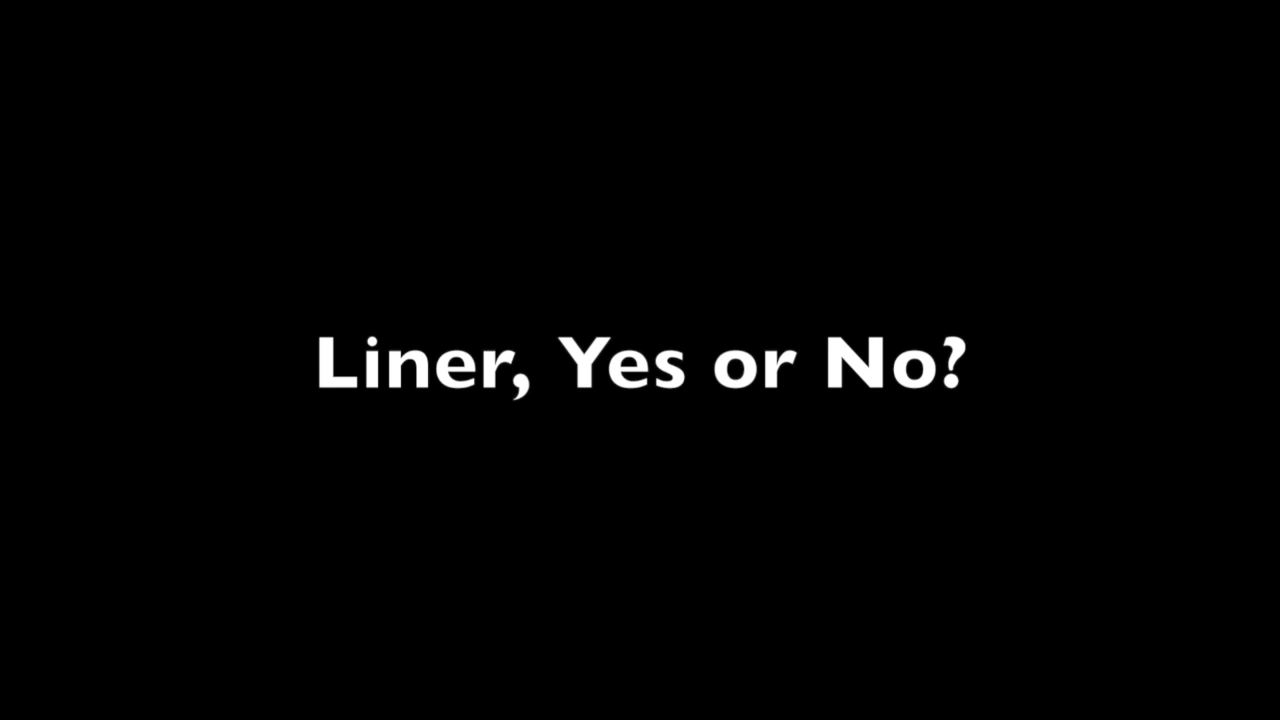 Liner, Yes or No?